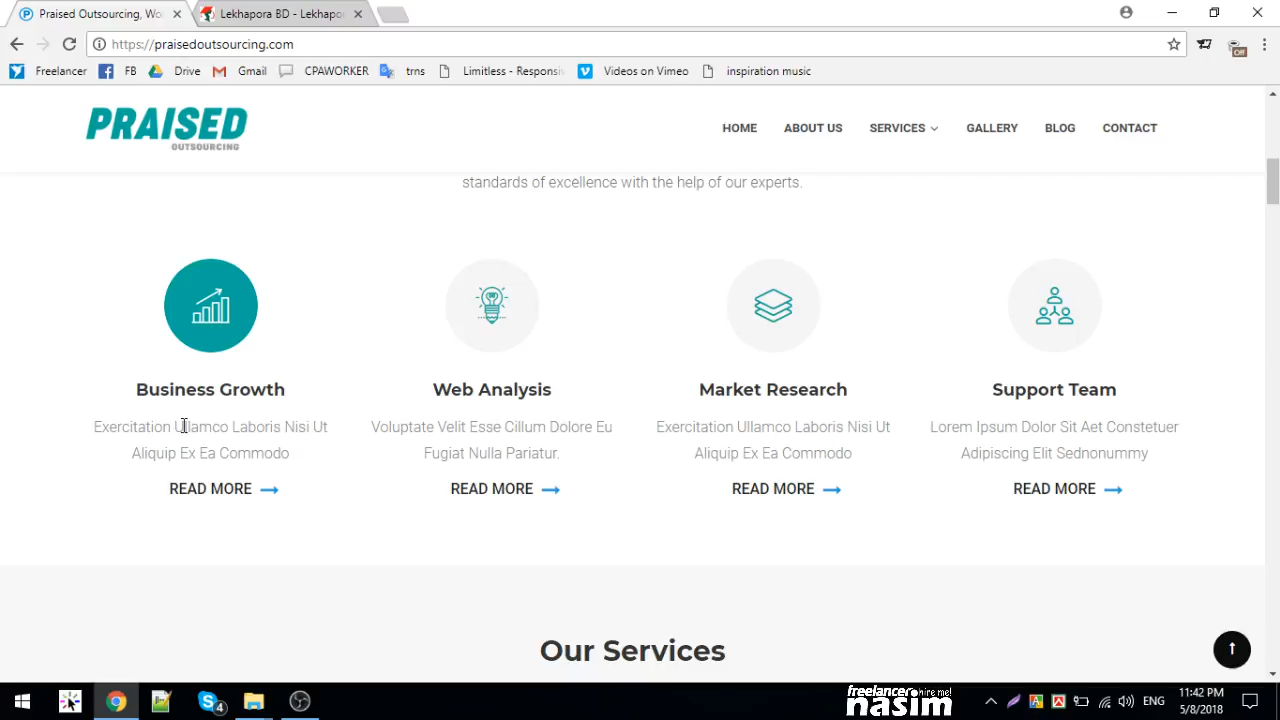 Praised Outsourcing, Wo
Lekhapora BD - Lekhapor
https://praisedoutsourcing.com
Off
Freelancer
FB
Drive
Gmail
CPAWORKER
trns
Limitless - Responsi
Videos on Vimeo
inspiration music
PRAISED
OUTSOURCING
HOME
ABOUT US
SERVICES
GALLERY
BLOG
CONTACT
standards of excellence with the help of our experts.
Business Growth
Exercitation Ullamco Laboris Nisi Ut
Aliquip Ex Ea Commodo
READ MORE
Web Analysis
Voluptate Velit Esse Cillum Dolore Eu
Fugiat Nulla Pariatur.
READ MORE
Market Research
Exercitation Ullamco Laboris Nisi Ut
Aliquip Ex Ea Commodo
READ MORE
Support Team
Lorem Ipsum Dolor Sit Aet Constetuer
Adipiscing Elit Sednonummy
READ MORE
Our Services
4
freelancer hire me!
nasim
ENG
11:42 PM
5/8/2018